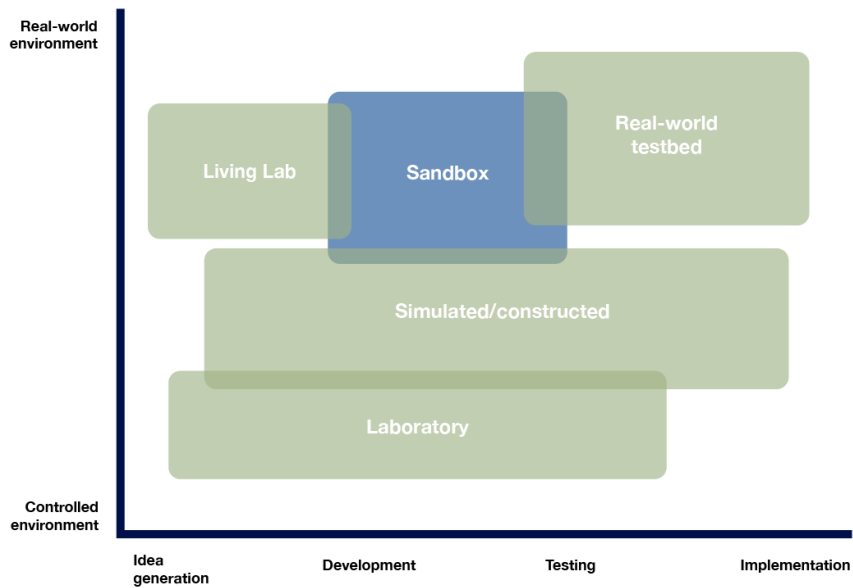 Real-world
environment
Living Lab
Sandbox
Real-world
testbed
Simulated/constructed
Laboratory
Controlled
environment
Idea
generation
Development
Testing
Implementation